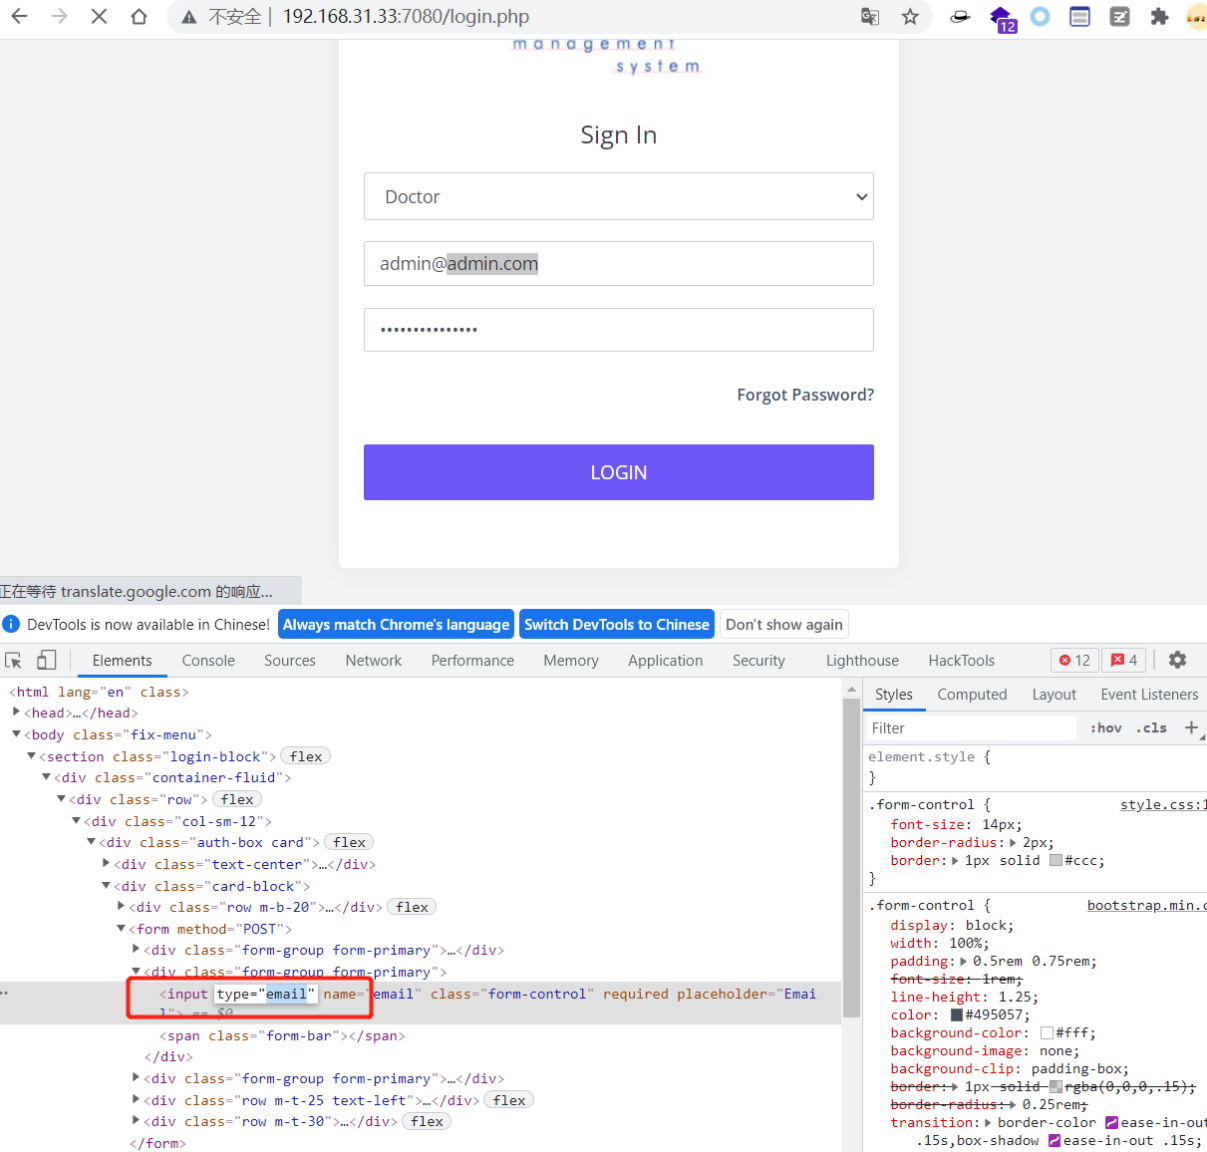 不安全 | 192.168.31.33:7080/login.php
12
management
system
Sign In
Doctor
admin@admin.com
•••••••••••••••
Forgot Password?
LOGIN
正在等待 translate.google.com 的响应...
DevTools is now available in Chinese! Always match Chrome's language Switch DevTools to Chinese Don't show again
Elements Console Sources Network Performance Memory Application Security Lighthouse HackTools 12 4
<html lang="en" class>
<head>…</head>
<body class="fix-menu">
<section class="login-block"> flex
<div class="container-fluid">
<div class="row"> flex
<div class="col-sm-12">
<div class="auth-box card"> flex
<div class="text-center">…</div>
<div class="card-block">
<div class="row m-b-20">…</div> flex
<form method="POST">
<div class="form-group form-primary">…</div>
<div class="form-group form-primary">
<input type="email" name="email" class="form-control" required placeholder="Emai
l"> == $0
<span class="form-bar"></span>
</div>
<div class="form-group form-primary">…</div>
<div class="row m-t-25 text-left">…</div> flex
<div class="row m-t-30">…</div> flex
</form>
Styles Computed Layout Event Listeners
Filter :hov .cls +
element.style {
}
.form-control { style.css:1
font-size: 14px;
border-radius: 2px;
border: 1px solid #ccc;
}
.form-control { bootstrap.min.c
display: block;
width: 100%;
padding: 0.5rem 0.75rem;
font-size: 1rem;
line-height: 1.25;
color: #495057;
background-color: #fff;
background-image: none;
background-clip: padding-box;
border: 1px solid rgba(0,0,0,.15);
border-radius: 0.25rem;
transition: border-color ease-in-out
.15s,box-shadow ease-in-out .15s;